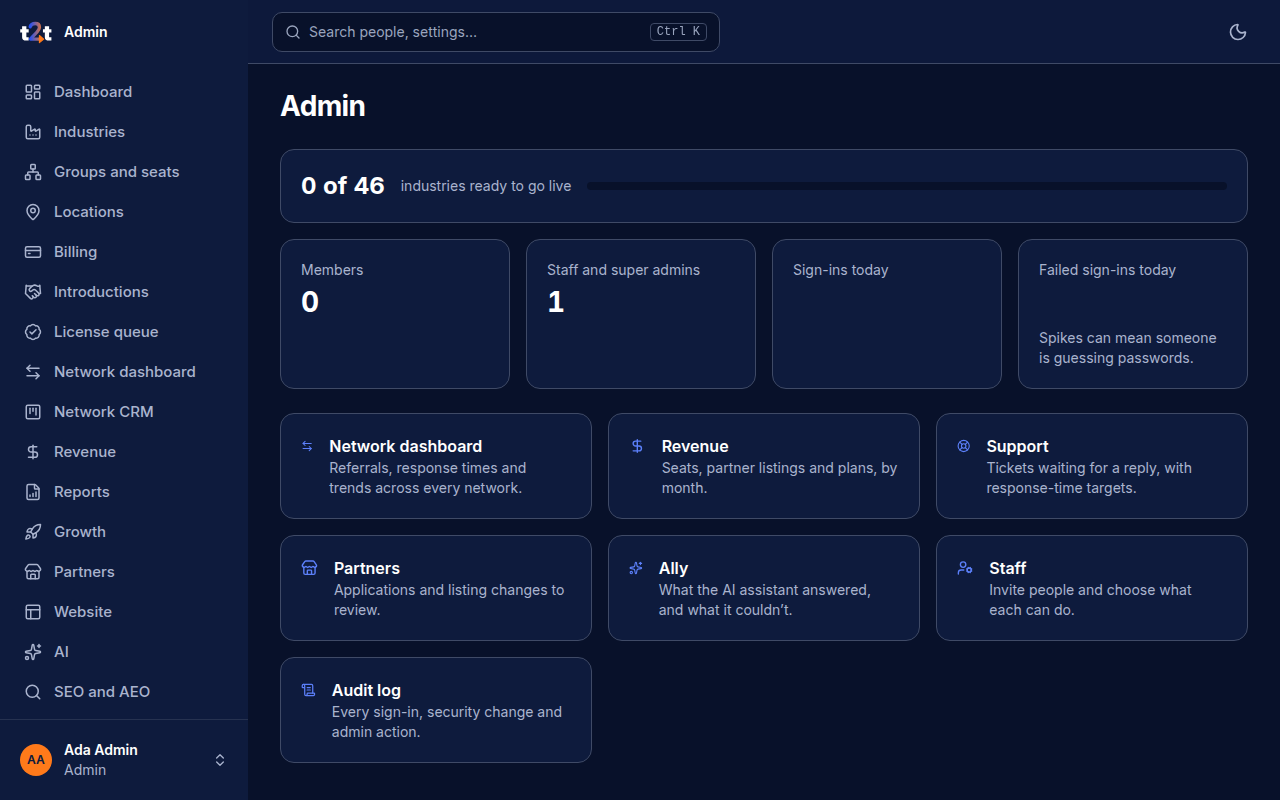 t2t Admin
Search people, settings...
Ctrl K
Dashboard
Industries
Groups and seats
Locations
Billing
Introductions
License queue
Network dashboard
Network CRM
Revenue
Reports
Growth
Partners
Website
AI
SEO and AEO
AA
Ada Admin
Admin
Admin
0 of 46 industries ready to go live
Members
0
Staff and super admins
1
Sign-ins today
Failed sign-ins today
Spikes can mean someone
is guessing passwords.
Network dashboard
Referrals, response times and
trends across every network.
Revenue
Seats, partner listings and plans, by
month.
Support
Tickets waiting for a reply, with
response-time targets.
Partners
Applications and listing changes to
review.
Ally
What the AI assistant answered,
and what it couldn’t.
Staff
Invite people and choose what
each can do.
Audit log
Every sign-in, security change and
admin action.